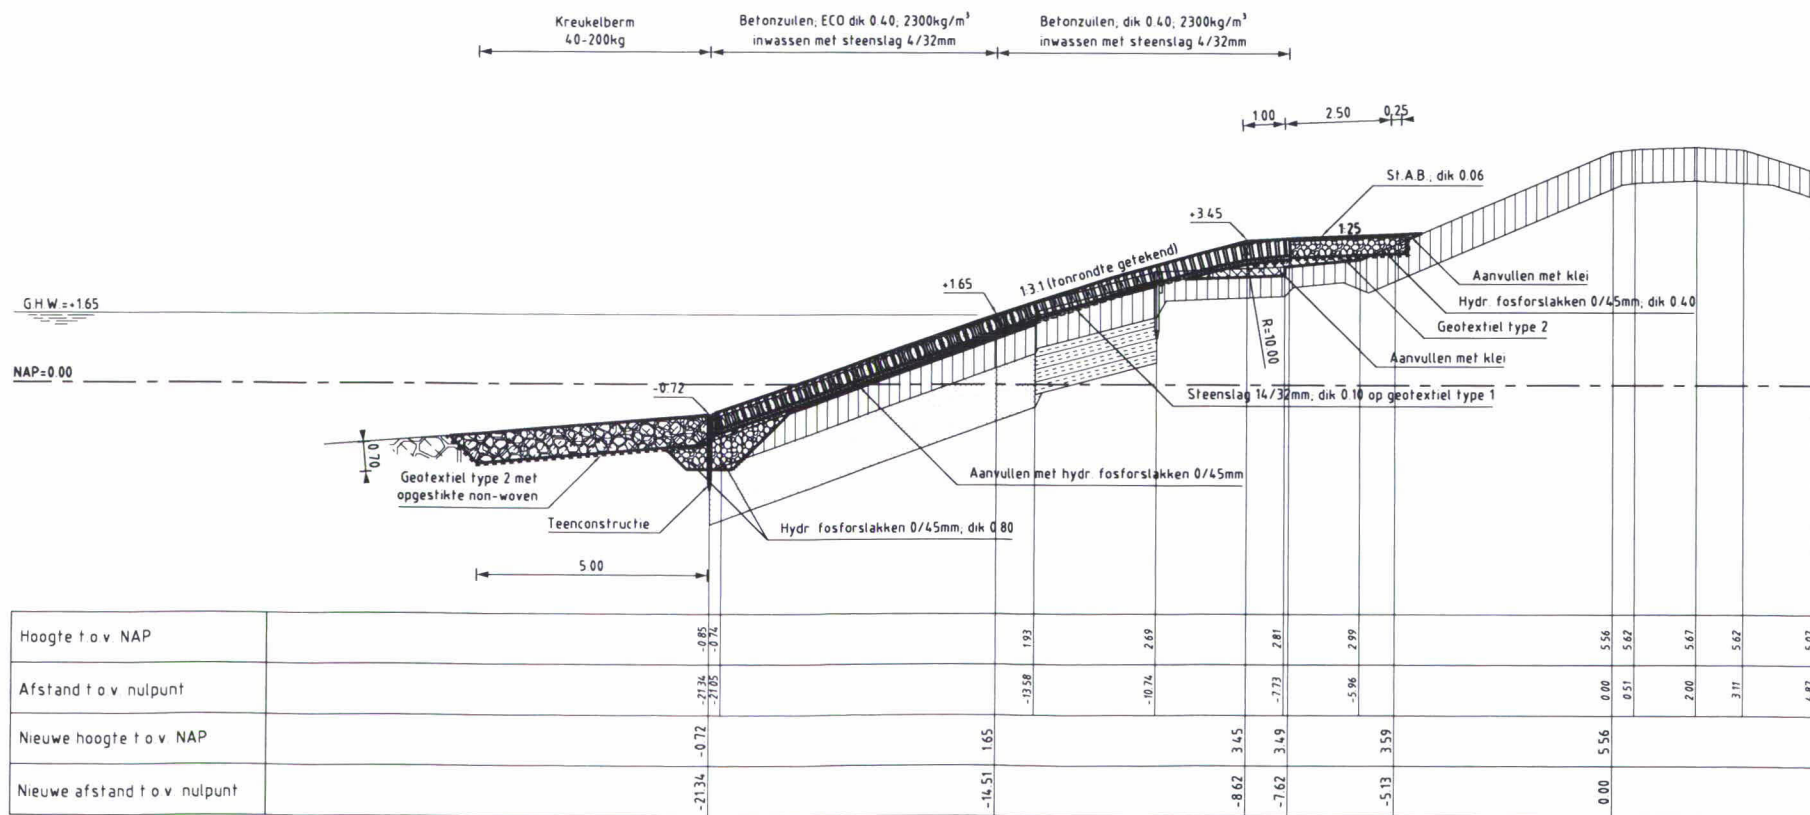 Kreukelberm
40-200kg
Betonzuilen; ECO dik 0.40; 2300kg/m³
inwassen met steenslag 4/32mm
Betonzuilen; dik 0.40; 2300kg/m³
inwassen met steenslag 4/32mm
1.00
2.50
0,25
St.A.B.; dik 0.06
+3.45
1:25
1:3.1 (tonrondte getekend)
+1.65
Aanvullen met klei
Hydr. fosforslakken 0/45mm; dik 0.40
G.H.W.=+1.65
Geotextiel type 2
R=10.00
Aanvullen met klei
NAP=0.00
-0.72
Steenslag 14/32mm; dik 0.10 op geotextiel type 1
0.70
Geotextiel type 2 met
opgestikte non-woven
Aanvullen met hydr. fosforslakken 0/45mm
Teenconstructie
Hydr. fosforslakken 0/45mm; dik 0.80
5.00
Hoogte t.o.v. NAP -0.85 -0.74 1.93 2.69 2.81 2.99 5.56 5.62 5.67 5.62
Afstand t.o.v. nulpunt -21.34 -21.05 -13.58 -10.74 -7.73 -5.96 0.00 0.51 2.00 3.11
Nieuwe hoogte t.o.v. NAP -0.72 1.65 3.45 3.49 3.59 5.56
Nieuwe afstand t.o.v. nulpunt -21.34 -14.51 -8.62 -7.62 -5.13 0.00